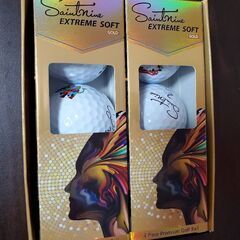 SaintNine
EXTREME SOFT
GOLD
SaintNine
EXTREME SOFT
GOLD
4 Piece Premium Golf Ball